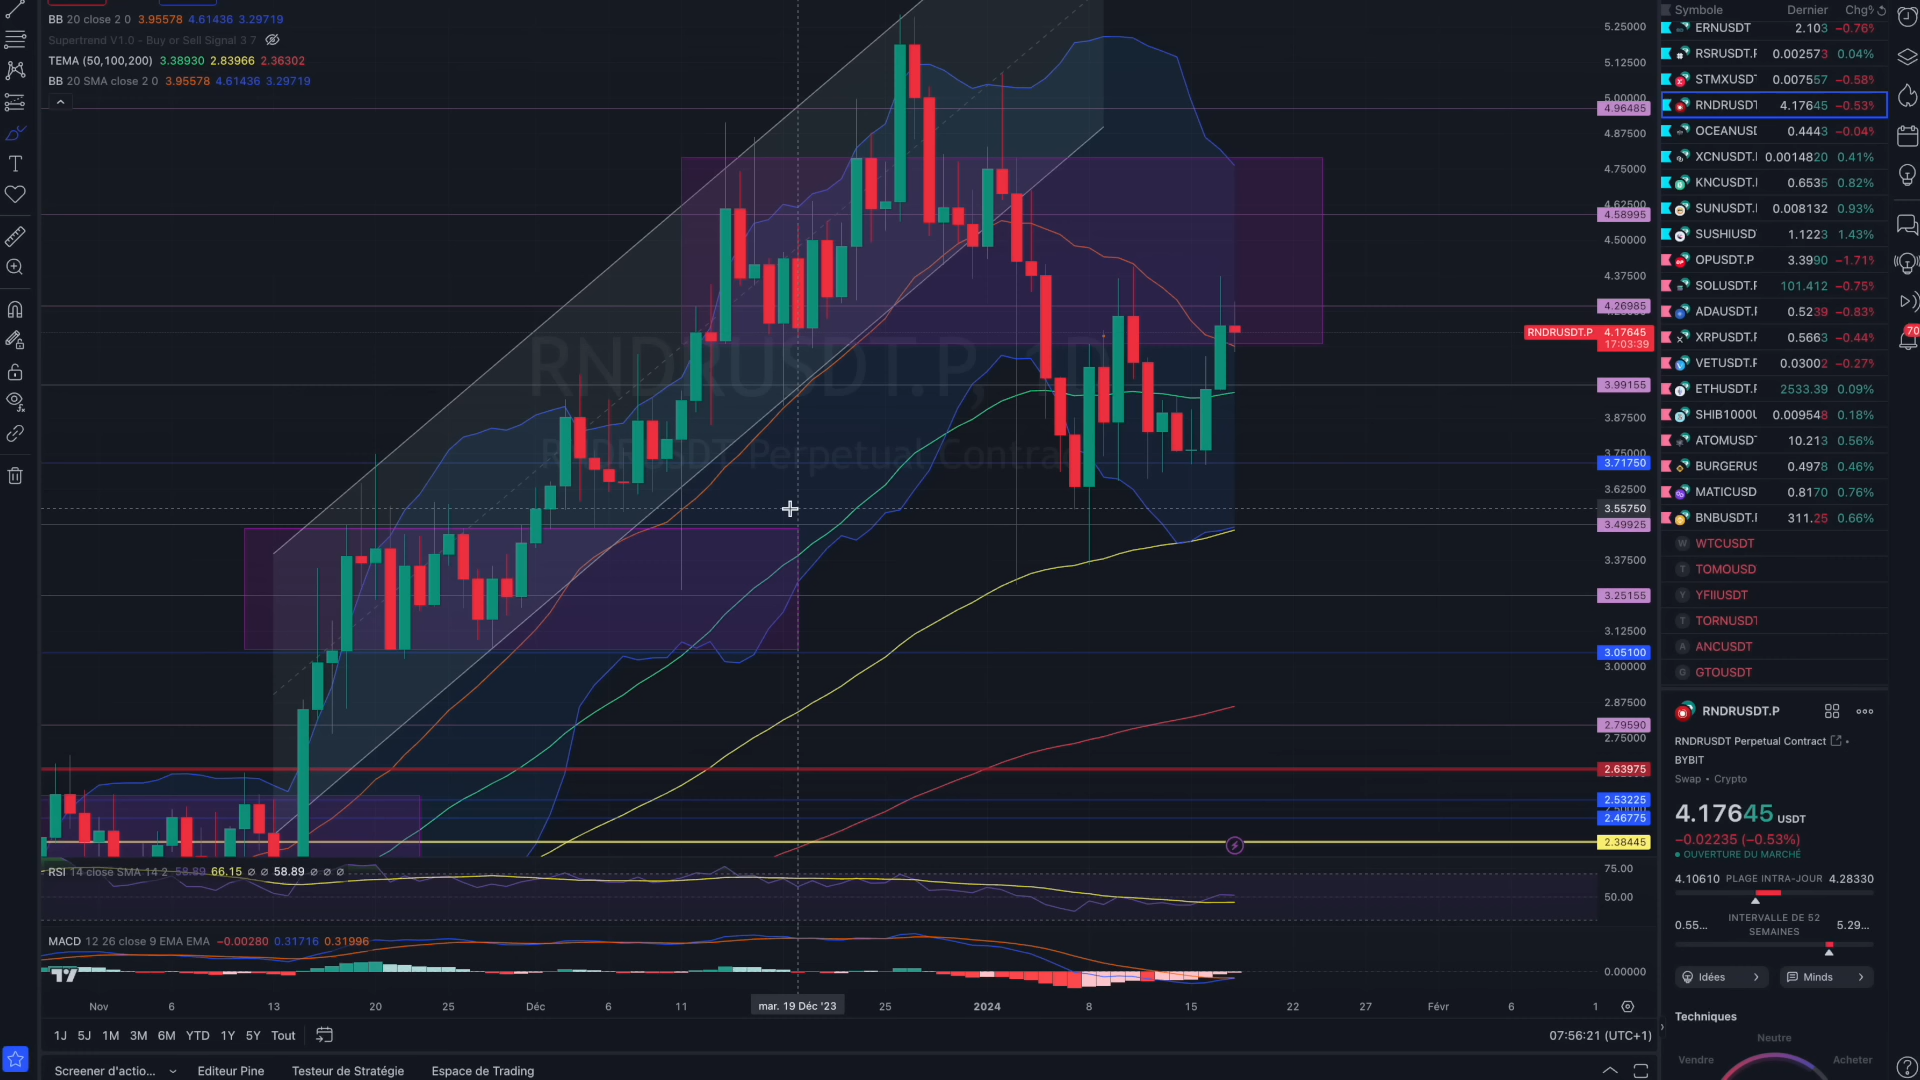 BB 20 close 2 0 3.95578 4.61436 3.29719
Supertrend V1.0 - Buy or Sell Signal 3 7
TEMA (50,100,200) 3.38930 2.83966 2.36302
BB 20 SMA close 2 0 3.95578 4.61436 3.29719
RNDRUSDT.P, 1D
RNDRUSDT Perpetual Contract
5.25000
5.12500
5.00000
4.96485
4.87500
4.75000
4.62500
4.58995
4.50000
4.37500
4.26985
RNDRUSDT.P 4.17645
17:03:39
3.99155
3.87500
3.75000
3.71750
3.62500
3.55750
3.49925
3.37500
3.25155
3.12500
3.05100
3.00000
2.87500
2.79590
2.75000
2.63975
2.53225
2.46775
2.38445
RSI 14 close SMA 14 2 58.89 66.15 ∅ ∅ 58.89 ∅ ∅ ∅
75.00
50.00
MACD 12 26 close 9 EMA EMA −0.00280 0.31716 0.31996
0.00000
Nov 6 13 20 25 Déc 6 11 mar. 19 Déc '23 25 2024 8 15 22 27 Févr 6 1
1J 5J 1M 3M 6M YTD 1Y 5Y Tout
07:56:21 (UTC+1)
Screener d'actio... Editeur Pine Testeur de Stratégie Espace de Trading
Symbole Dernier Chg%
ERNUSDT 2.103 −0.76%
RSRUSDT.F 0.002573 0.04%
STMXUSDT 0.007557 −0.58%
RNDRUSDT 4.17645 −0.53%
OCEANUSD 0.4443 −0.04%
XCNUSDT.I 0.0014820 0.41%
KNCUSDT.I 0.6535 0.82%
SUNUSDT.I 0.008132 0.93%
SUSHIUSD 1.1223 1.43%
OPUSDT.P 3.3990 −1.71%
SOLUSDT.F 101.412 −0.75%
ADAUSDT.I 0.5239 −0.83%
XRPUSDT.F 0.5663 −0.44%
VETUSDT.F 0.03002 −0.27%
ETHUSDT.F 2533.39 0.09%
SHIB1000U 0.009548 0.18%
ATOMUSDT 10.213 0.56%
BURGERUS 0.4978 0.46%
MATICUSD 0.8170 0.76%
BNBUSDT.I 311.25 0.66%
W WTCUSDT
T TOMOUSD
Y YFIIUSDT
T TORNUSDT
A ANCUSDT
G GTOUSDT
RNDRUSDT.P
RNDRUSDT Perpetual Contract
BYBIT
Swap • Crypto
4.17645 USDT
−0.02235 (−0.53%)
OUVERTURE DU MARCHÉ
4.10610 PLAGE INTRA-JOUR 4.28330
0.55... INTERVALLE DE 52 SEMAINES 5.29...
Idées
Minds
Techniques
Neutre
Vendre
Acheter
70